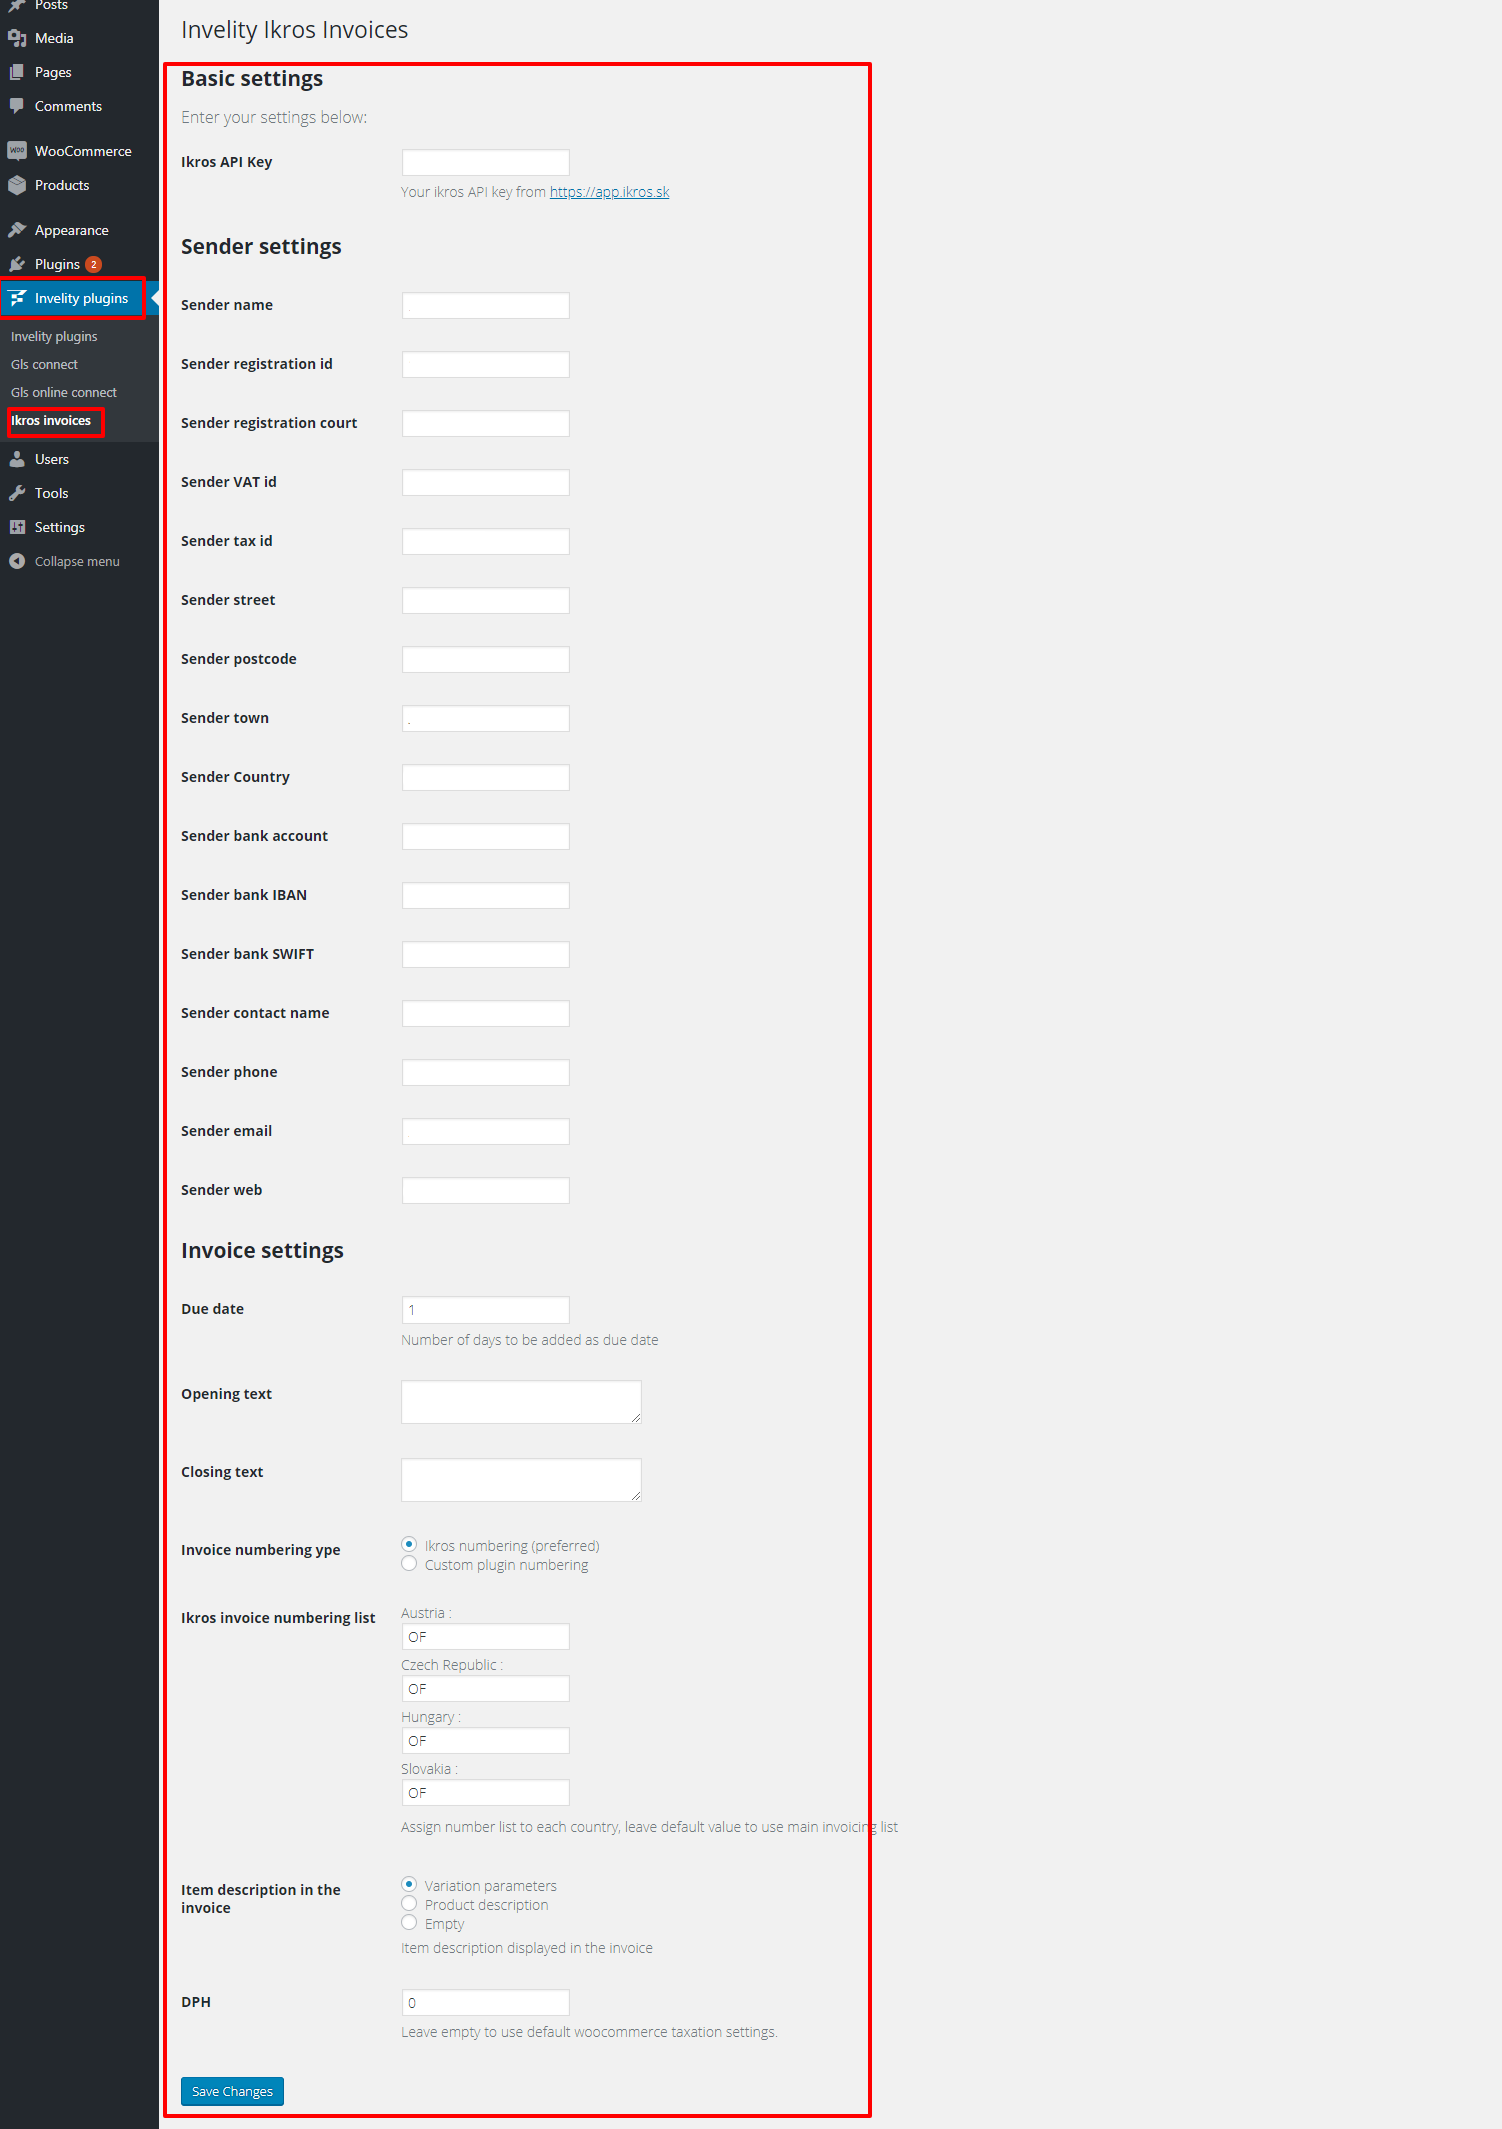 Posts
Media
Pages
Comments
WOO WooCommerce
Products
Appearance
Plugins 2
Invelity plugins
Invelity plugins
Gls connect
Gls online connect
Ikros invoices
Users
Tools
Settings
Collapse menu
Invelity Ikros Invoices
Basic settings
Enter your settings below:
Ikros API Key
Your ikros API key from https://app.ikros.sk
Sender settings
Sender name
Sender registration id
Sender registration court
Sender VAT id
Sender tax id
Sender street
Sender postcode
Sender town
.
Sender Country
Sender bank account
Sender bank IBAN
Sender bank SWIFT
Sender contact name
Sender phone
Sender email
Sender web
Invoice settings
Due date
1
Number of days to be added as due date
Opening text
Closing text
Invoice numbering ype
Ikros numbering (preferred)
Custom plugin numbering
Ikros invoice numbering list
Austria :
OF
Czech Republic :
OF
Hungary :
OF
Slovakia :
OF
Assign number list to each country, leave default value to use main invoicing list
Item description in the
invoice
Variation parameters
Product description
Empty
Item description displayed in the invoice
DPH
0
Leave empty to use default woocommerce taxation settings.
Save Changes